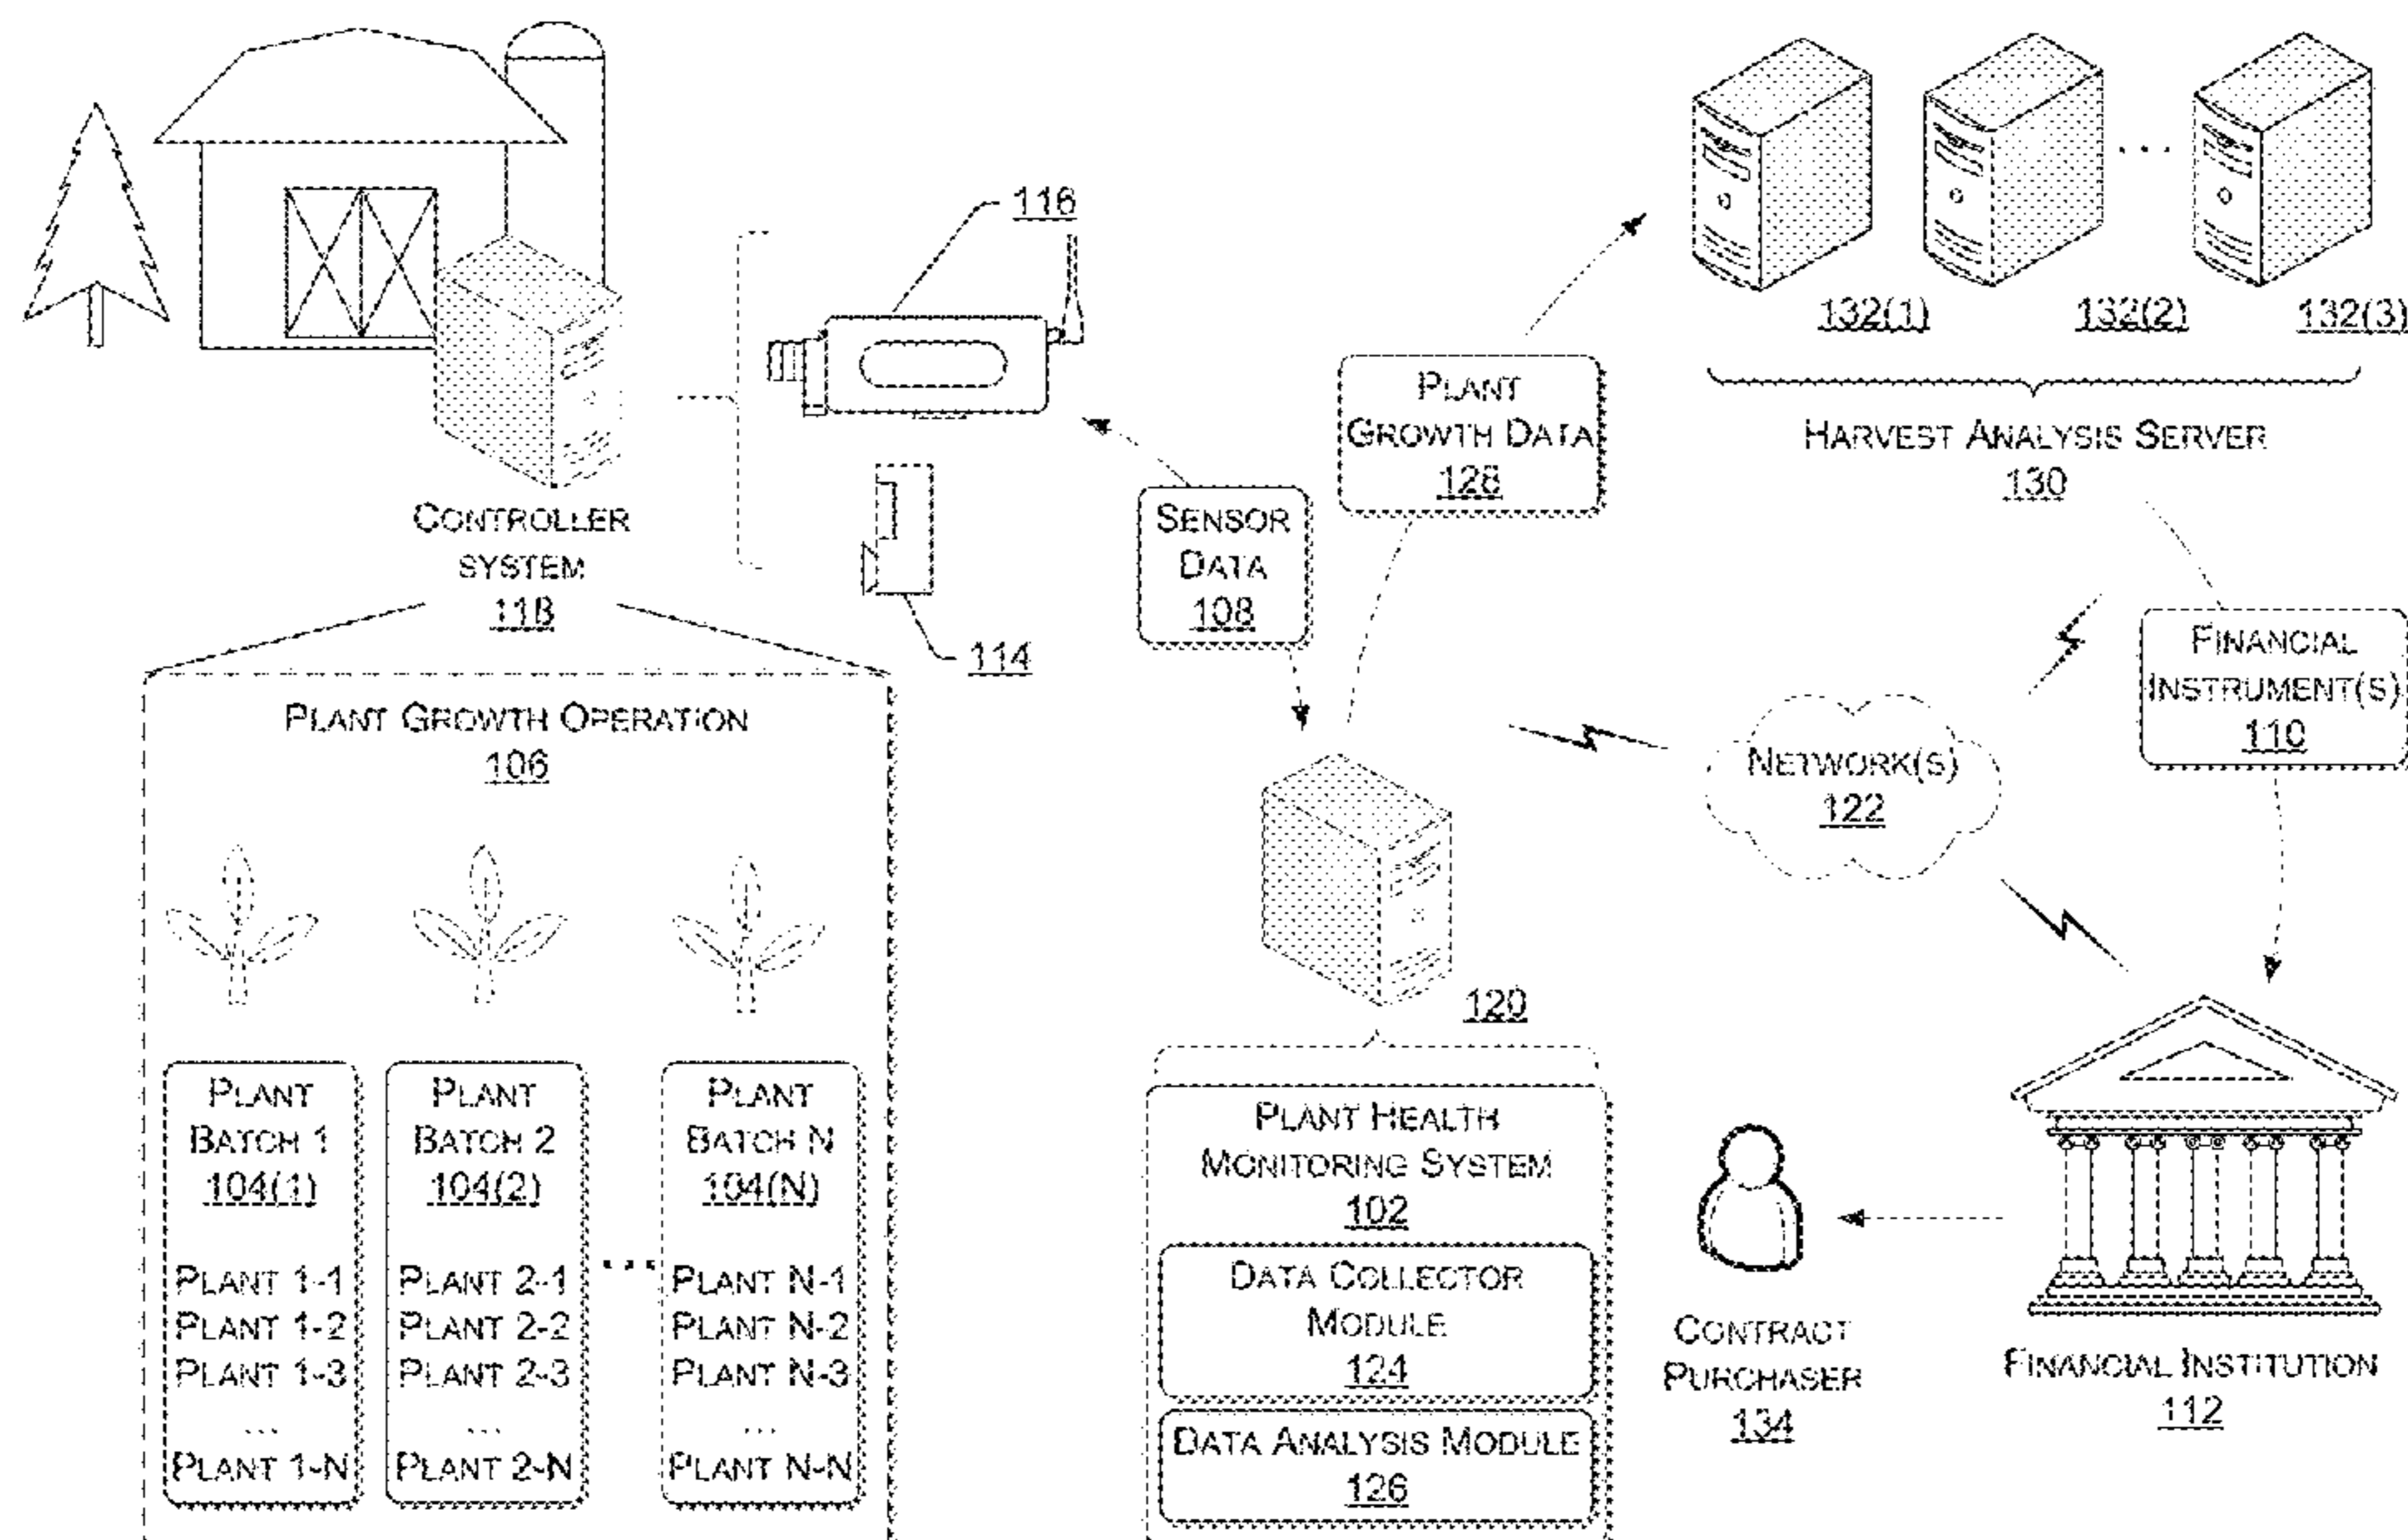 116
132(1)
132(2)
132(3)
PLANT
GROWTH DATA
128
HARVEST ANALYSIS SERVER
130
CONTROLLER
SYSTEM
118
SENSOR
DATA
108
114
FINANCIAL
INSTRUMENT(S)
110
PLANT GROWTH OPERATION
106
NETWORK(S)
122
120
PLANT
BATCH 1
104(1)
PLANT 1-1
PLANT 1-2
PLANT 1-3
...
PLANT 1-N
PLANT
BATCH 2
104(2)
PLANT 2-1
PLANT 2-2
PLANT 2-3
...
PLANT 2-N
...
PLANT
BATCH N
104(N)
PLANT N-1
PLANT N-2
PLANT N-3
...
PLANT N-N
PLANT HEALTH
MONITORING SYSTEM
102
DATA COLLECTOR
MODULE
124
DATA ANALYSIS MODULE
126
CONTRACT
PURCHASER
134
FINANCIAL INSTITUTION
112